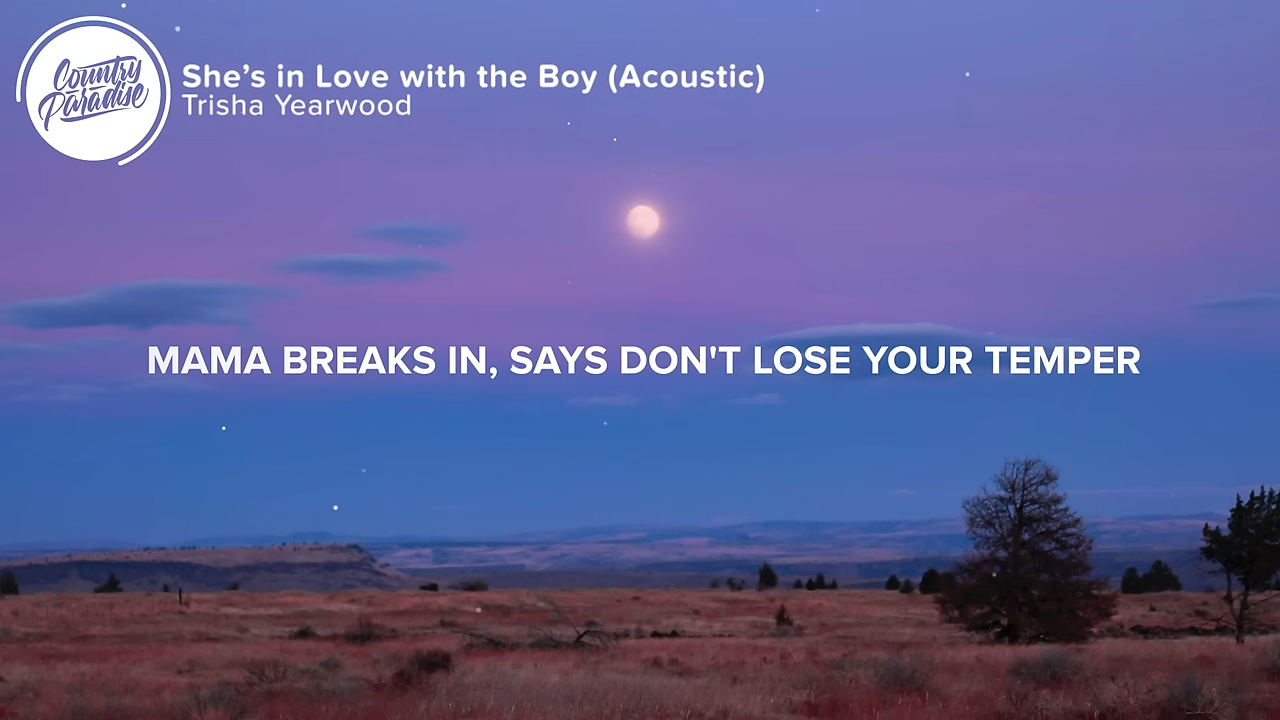 Country
Paradise
She’s in Love with the Boy (Acoustic)
Trisha Yearwood
MAMA BREAKS IN, SAYS DON'T LOSE YOUR TEMPER